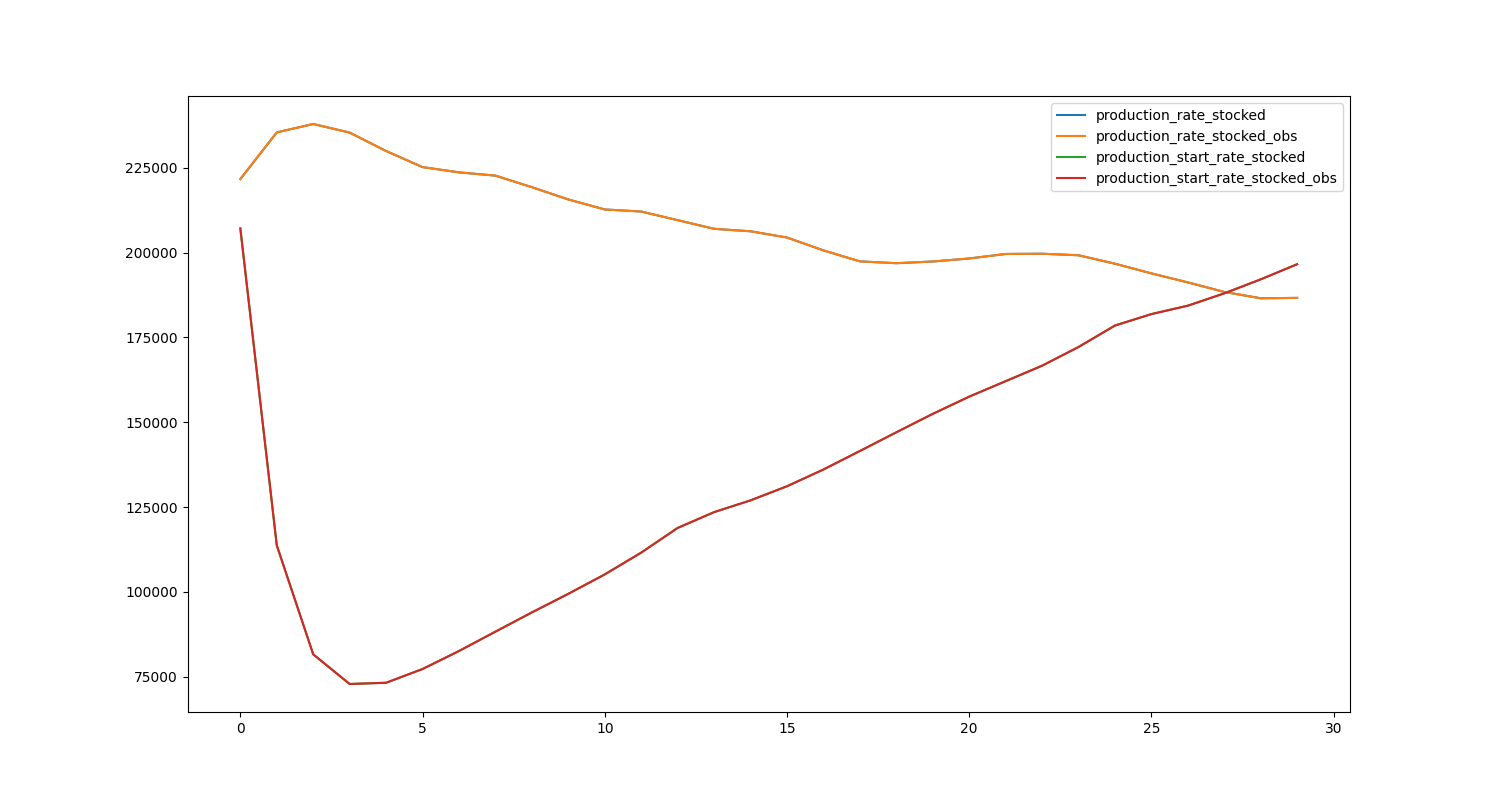 production_rate_stocked
production_rate_stocked_obs
production_start_rate_stocked
production_start_rate_stocked_obs
225000
200000
175000
150000
125000
100000
75000
0 5 10 15 20 25 30